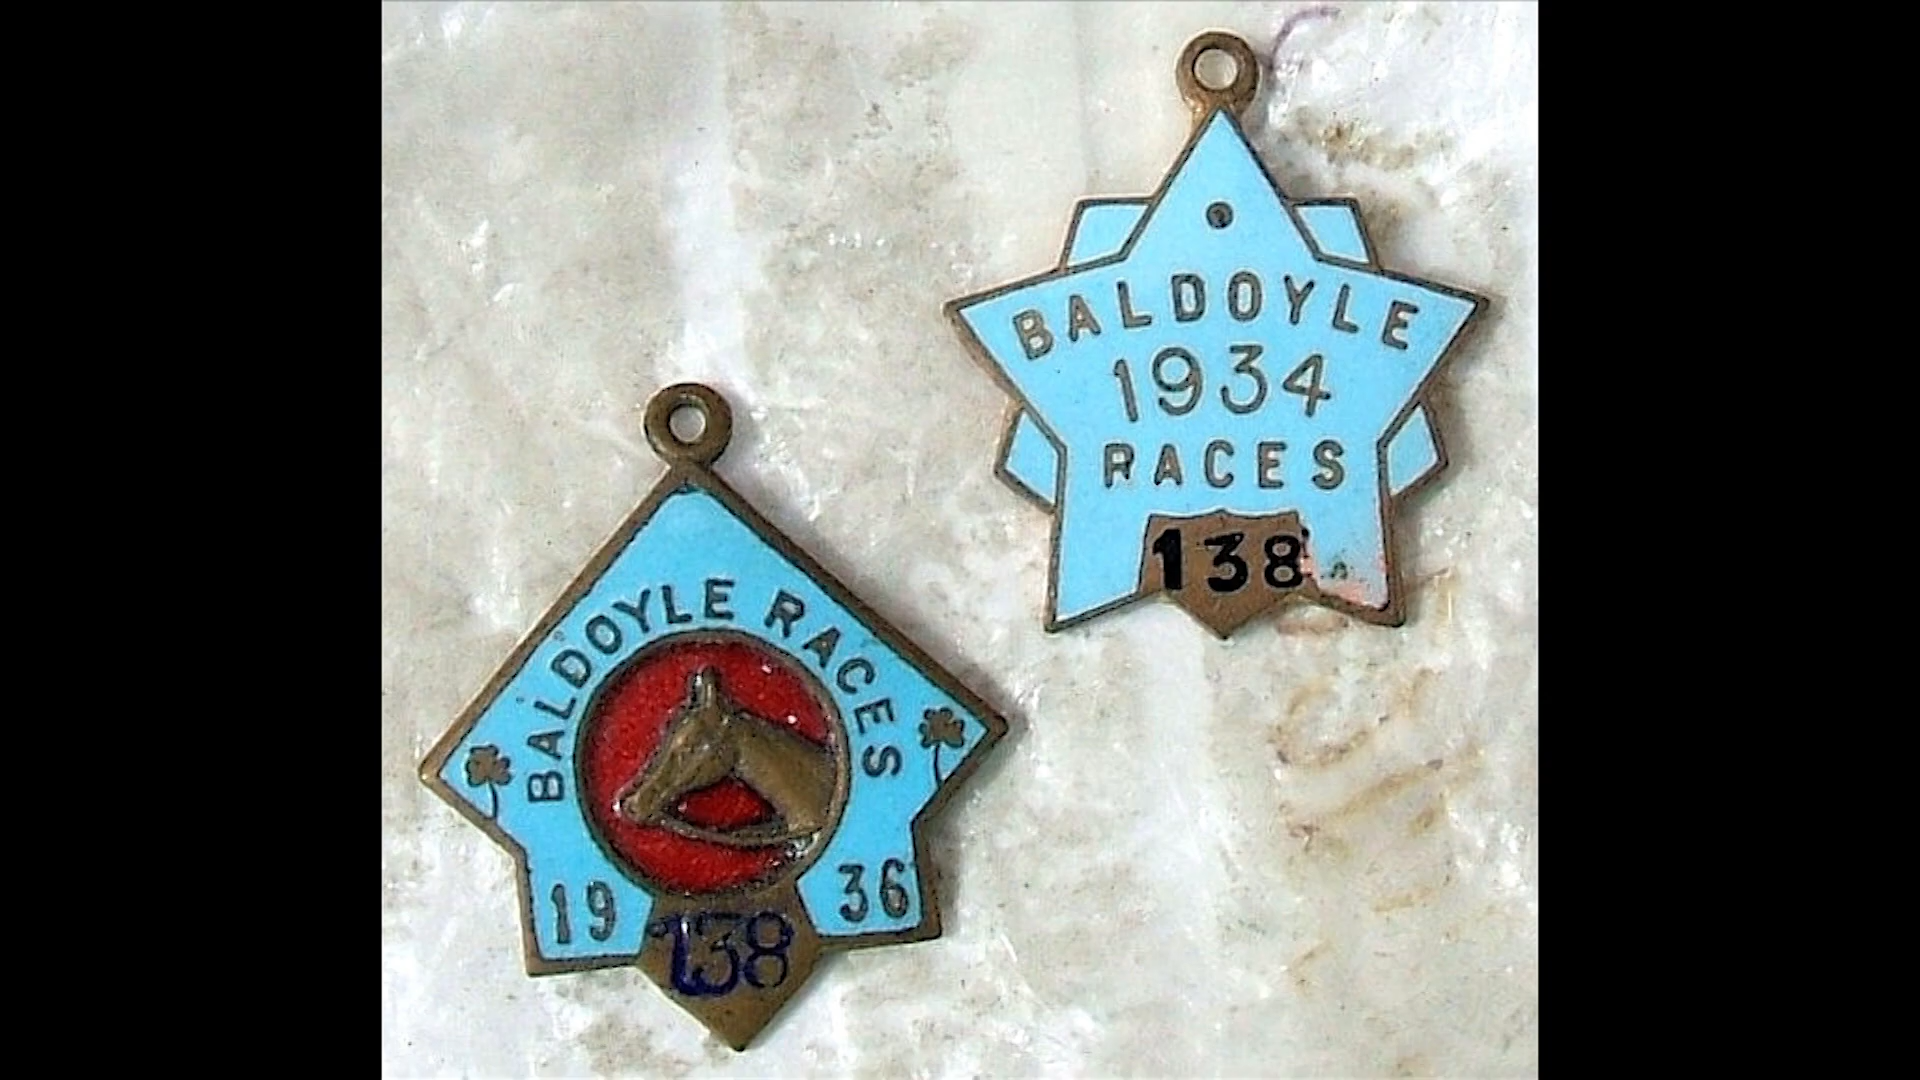 BALDOYLE
1934
RACES
138
BALDOYLE RACES
19 36
138